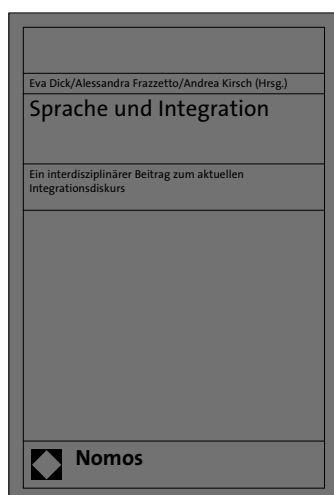 Eva Dick/Alessandra Frazzetto/Andrea Kirsch (Hrsg.)
Sprache und Integration
Ein interdisziplinärer Beitrag zum aktuellen
Integrationsdiskurs
Nomos